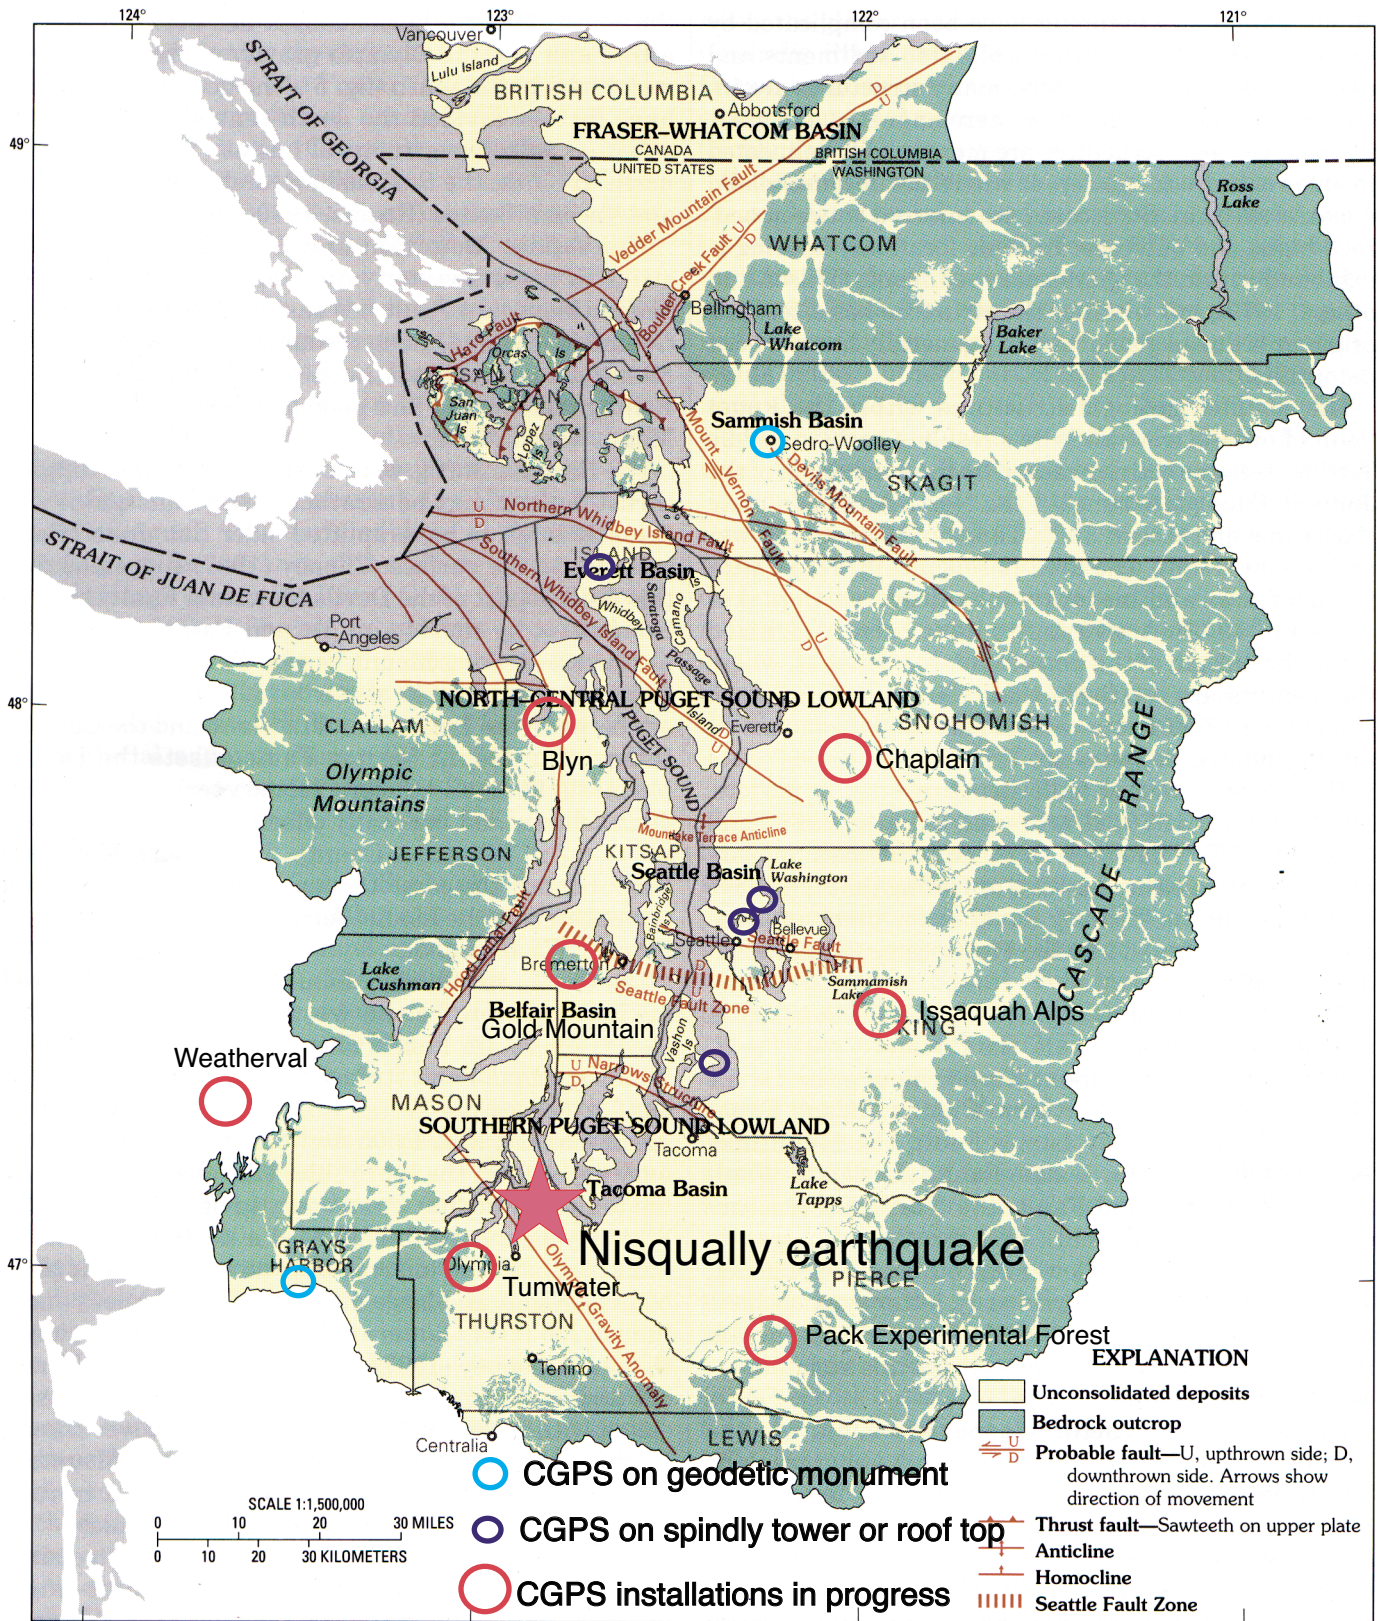 124°
123°
122°
121°
Vancouver
Lulu Island
STRAIT OF GEORGIA
BRITISH COLUMBIA
Abbotsford
D
U
FRASER–WHATCOM BASIN
49°
CANADA
BRITISH COLUMBIA
UNITED STATES
WASHINGTON
Ross
Lake
Vedder Mountain Fault
WHATCOM
Boulder Creek Fault
U
D
Bellingham
Lake
Whatcom
Baker
Lake
Haro Fault
Orcas
Is
SAN
JUAN
San
Juan
Is
Lopez
Is
Sammish Basin
Sedro-Woolley
Mount Vernon Fault
Devils Mountain Fault
SKAGIT
U
D
Northern Whidbey Island Fault
STRAIT OF JUAN DE FUCA
Southern Whidbey Island Fault
ISLAND
Everett Basin
Whidbey
Island
Saratoga
Passage
Camano
Is
Port
Angeles
U
D
48°
NORTH–CENTRAL PUGET SOUND LOWLAND
CLALLAM
SNOHOMISH
Everett
D
U
PUGET SOUND
Blyn
Chaplain
Olympic
Mountains
CASCADE RANGE
Mountlake Terrace Anticline
JEFFERSON
KITSAP
Seattle Basin
Lake
Washington
Bainbridge
Is
Hood Canal Fault
Seattle
Bellevue
Seattle Fault
Bremerton
D
U
Lake
Cushman
Seattle Fault Zone
Sammamish
Lake
Belfair Basin
Gold Mountain
Issaquah Alps
KING
Vashon
Is
Weatherval
U
D
Narrows Structure
MASON
SOUTHERN PUGET SOUND LOWLAND
Tacoma
Tacoma Basin
Lake
Tapps
Nisqually earthquake
GRAYS
HARBOR
47°
Olympia
Tumwater
PIERCE
Olympic Gravity Anomaly
THURSTON
Pack Experimental Forest
Tenino
LEWIS
Centralia
EXPLANATION
Unconsolidated deposits
Bedrock outcrop
U
D
Probable fault—U, upthrown side; D,
downthrown side. Arrows show
direction of movement
Thrust fault—Sawteeth on upper plate
Anticline
Homocline
Seattle Fault Zone
CGPS on geodetic monument
CGPS on spindly tower or roof top
CGPS installations in progress
SCALE 1:1,500,000
0 10 20 30 MILES
0 10 20 30 KILOMETERS